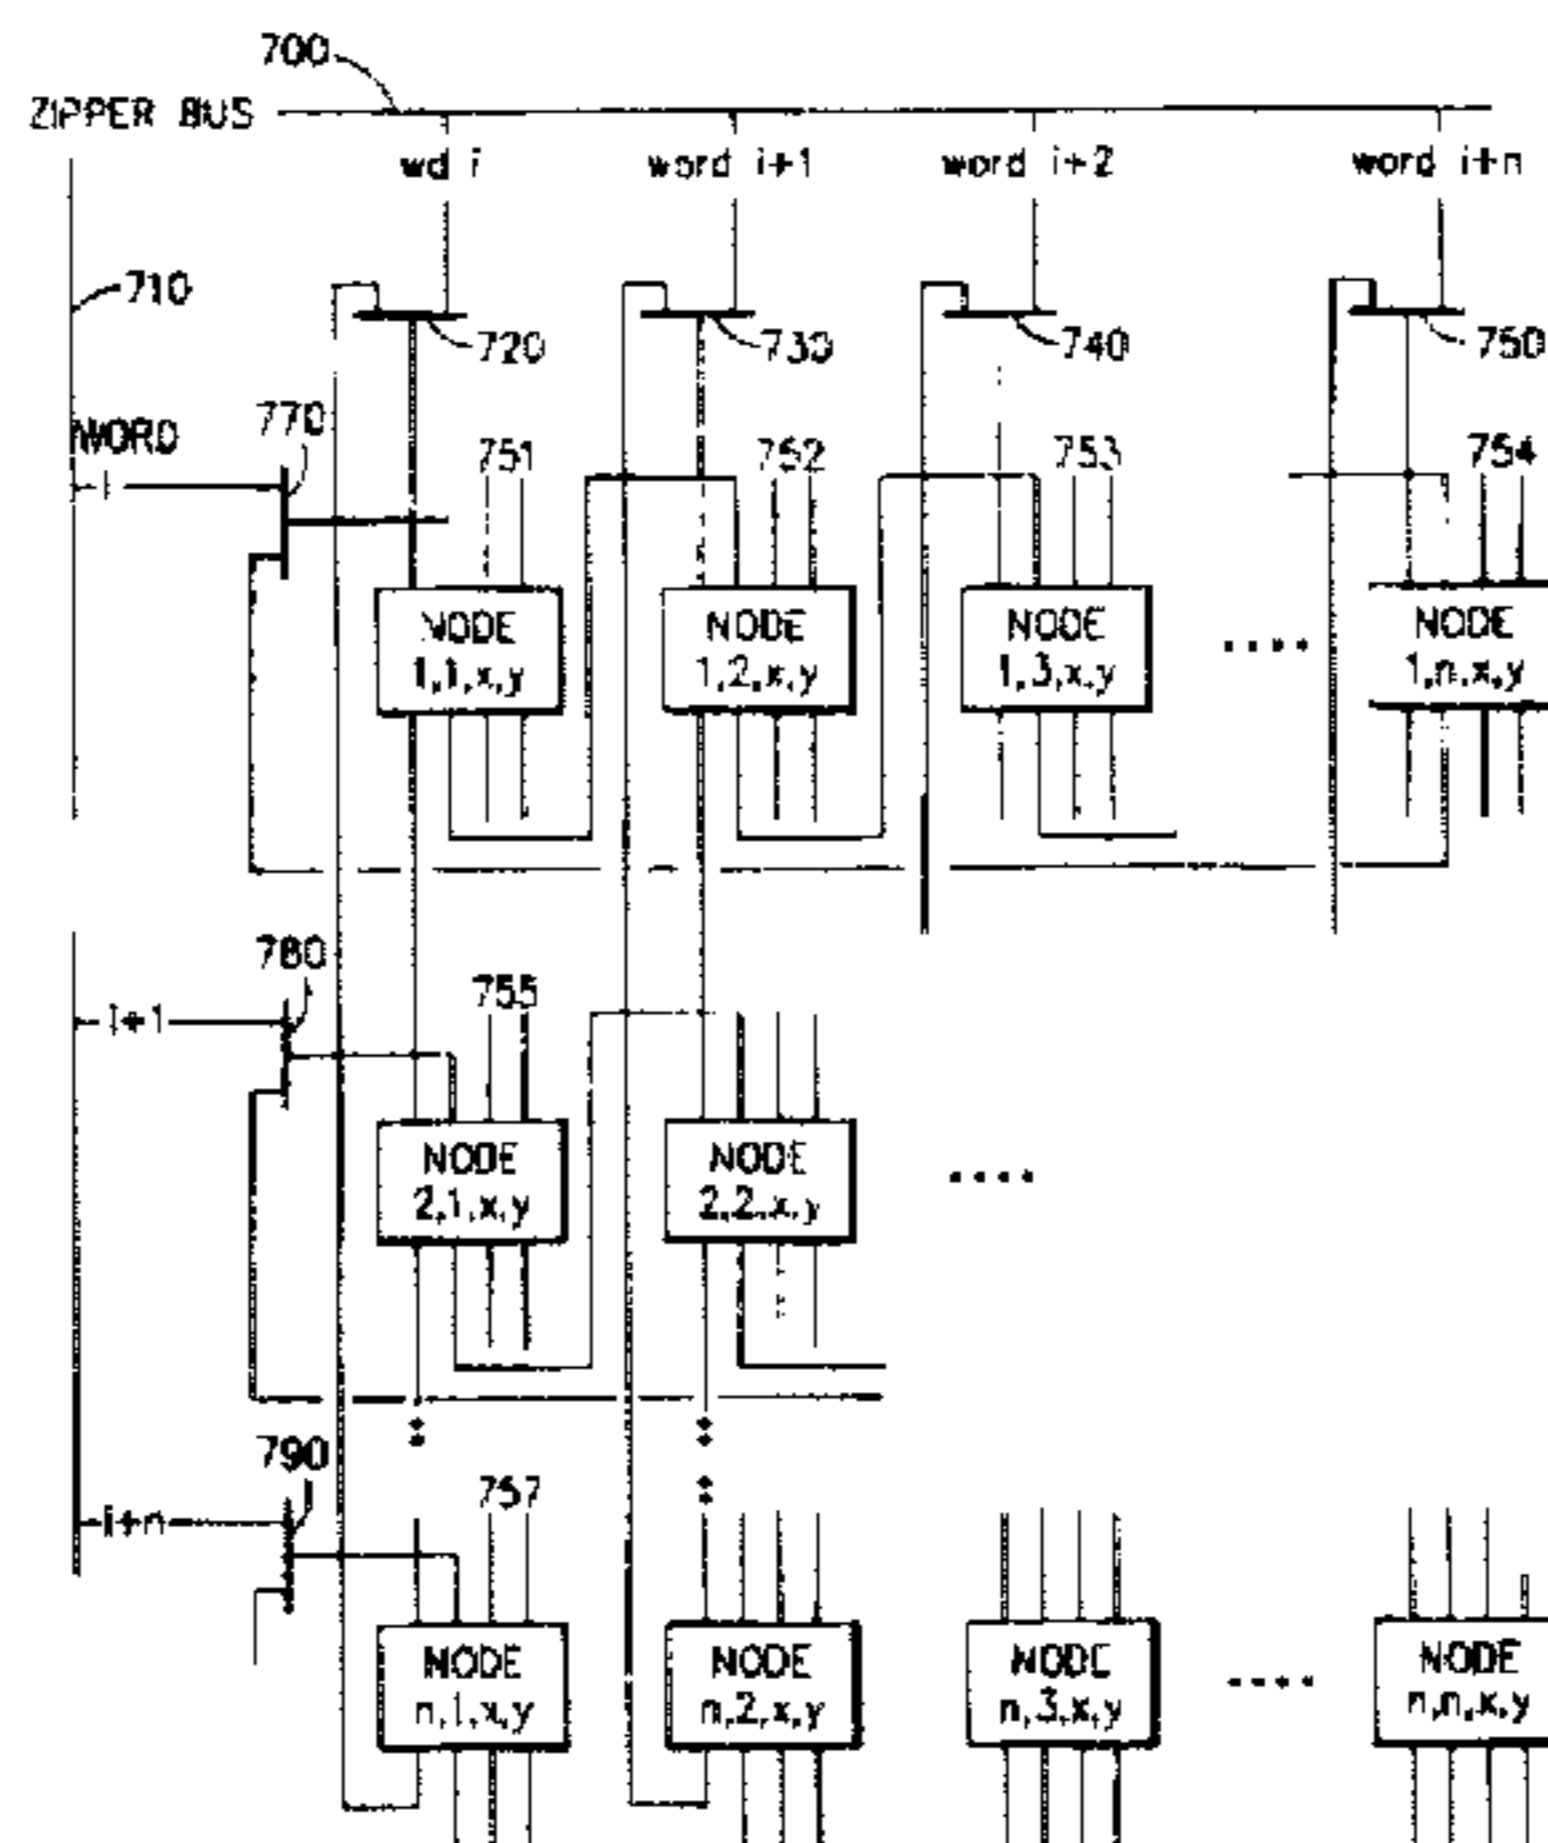 700
ZIPPER BUS
wd i
word i+1
word i+2
word i+n
710
720
730
740
750
WORD
770
751
752
753
754
i
NODE
1,1,x,y
NODE
1,2,x,y
NODE
1,3,x,y
....
NODE
1,n,x,y
780
755
i+1
NODE
2,1,x,y
NODE
2,2,x,y
....
790
757
i+n
NODE
n,1,x,y
NODE
n,2,x,y
NODE
n,3,x,y
....
NODE
n,n,x,y